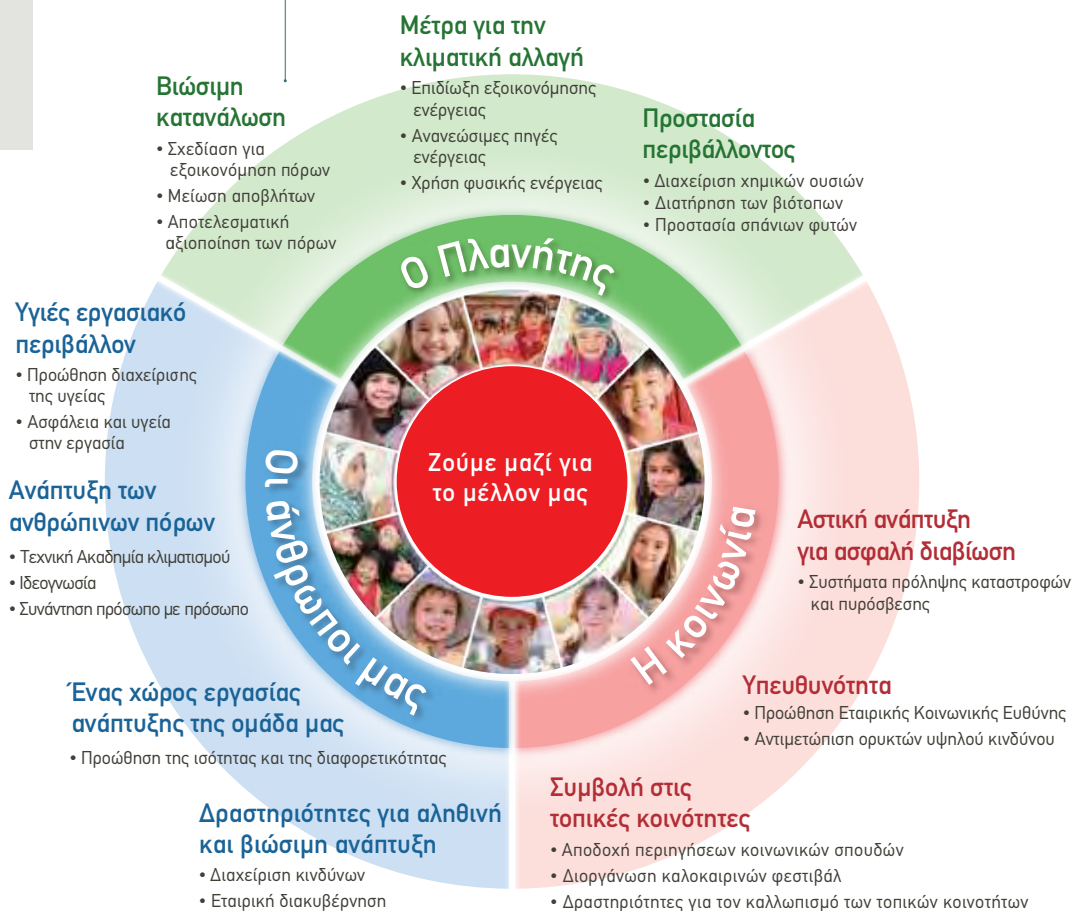 Μέτρα για την
κλιματική αλλαγή
• Επιδίωξη εξοικονόμησης
ενέργειας
• Ανανεώσιμες πηγές
ενέργειας
• Χρήση φυσικής ενέργειας
Βιώσιμη
κατανάλωση
• Σχεδίαση για
εξοικονόμηση πόρων
• Μείωση αποβλήτων
• Αποτελεσματική
αξιοποίηση των πόρων
Προστασία
περιβάλλοντος
• Διαχείριση χημικών ουσιών
• Διατήρηση των βιότοπων
• Προστασία σπάνιων φυτών
Ο Πλανήτης
Υγιές εργασιακό
περιβάλλον
• Προώθηση διαχείρισης
της υγείας
• Ασφάλεια και υγεία
στην εργασία
Ανάπτυξη των
ανθρώπινων πόρων
• Τεχνική Ακαδημία κλιματισμού
• Ιδεογνωσία
• Συνάντηση πρόσωπο με πρόσωπο
Οι άνθρωποι μας
Ζούμε μαζί για
το μέλλον μας
Η κοινωνία
Αστική ανάπτυξη
για ασφαλή διαβίωση
• Συστήματα πρόληψης καταστροφών
και πυρόσβεσης
Ένας χώρος εργασίας
ανάπτυξης της ομάδα μας
• Προώθηση της ισότητας και της διαφορετικότητας
Υπευθυνότητα
• Προώθηση Εταιρικής Κοινωνικής Ευθύνης
• Αντιμετώπιση ορυκτών υψηλού κινδύνου
Δραστηριότητες για αληθινή
και βιώσιμη ανάπτυξη
• Διαχείριση κινδύνων
• Εταιρική διακυβέρνηση
Συμβολή στις
τοπικές κοινότητες
• Αποδοχή περιηγήσεων κοινωνικών σπουδών
• Διοργάνωση καλοκαιρινών φεστιβάλ
• Δραστηριότητες για τον καλλωπισμό των τοπικών κοινοτήτων